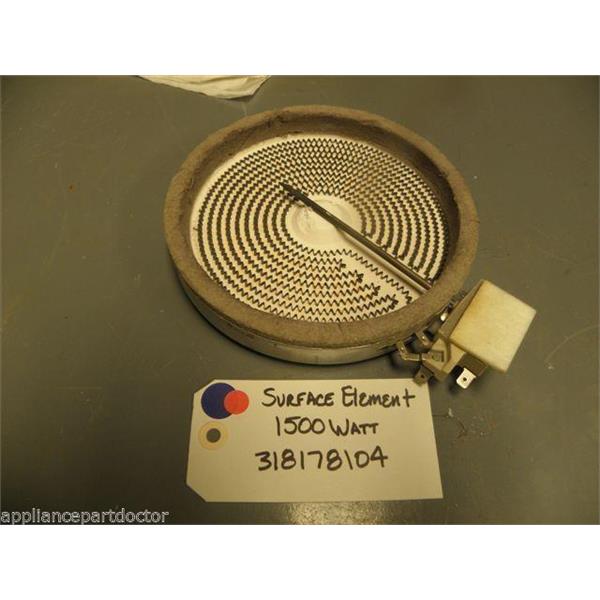 SURFACE ElEMENT
1500 WATT
318178104
appliancepartdoctor